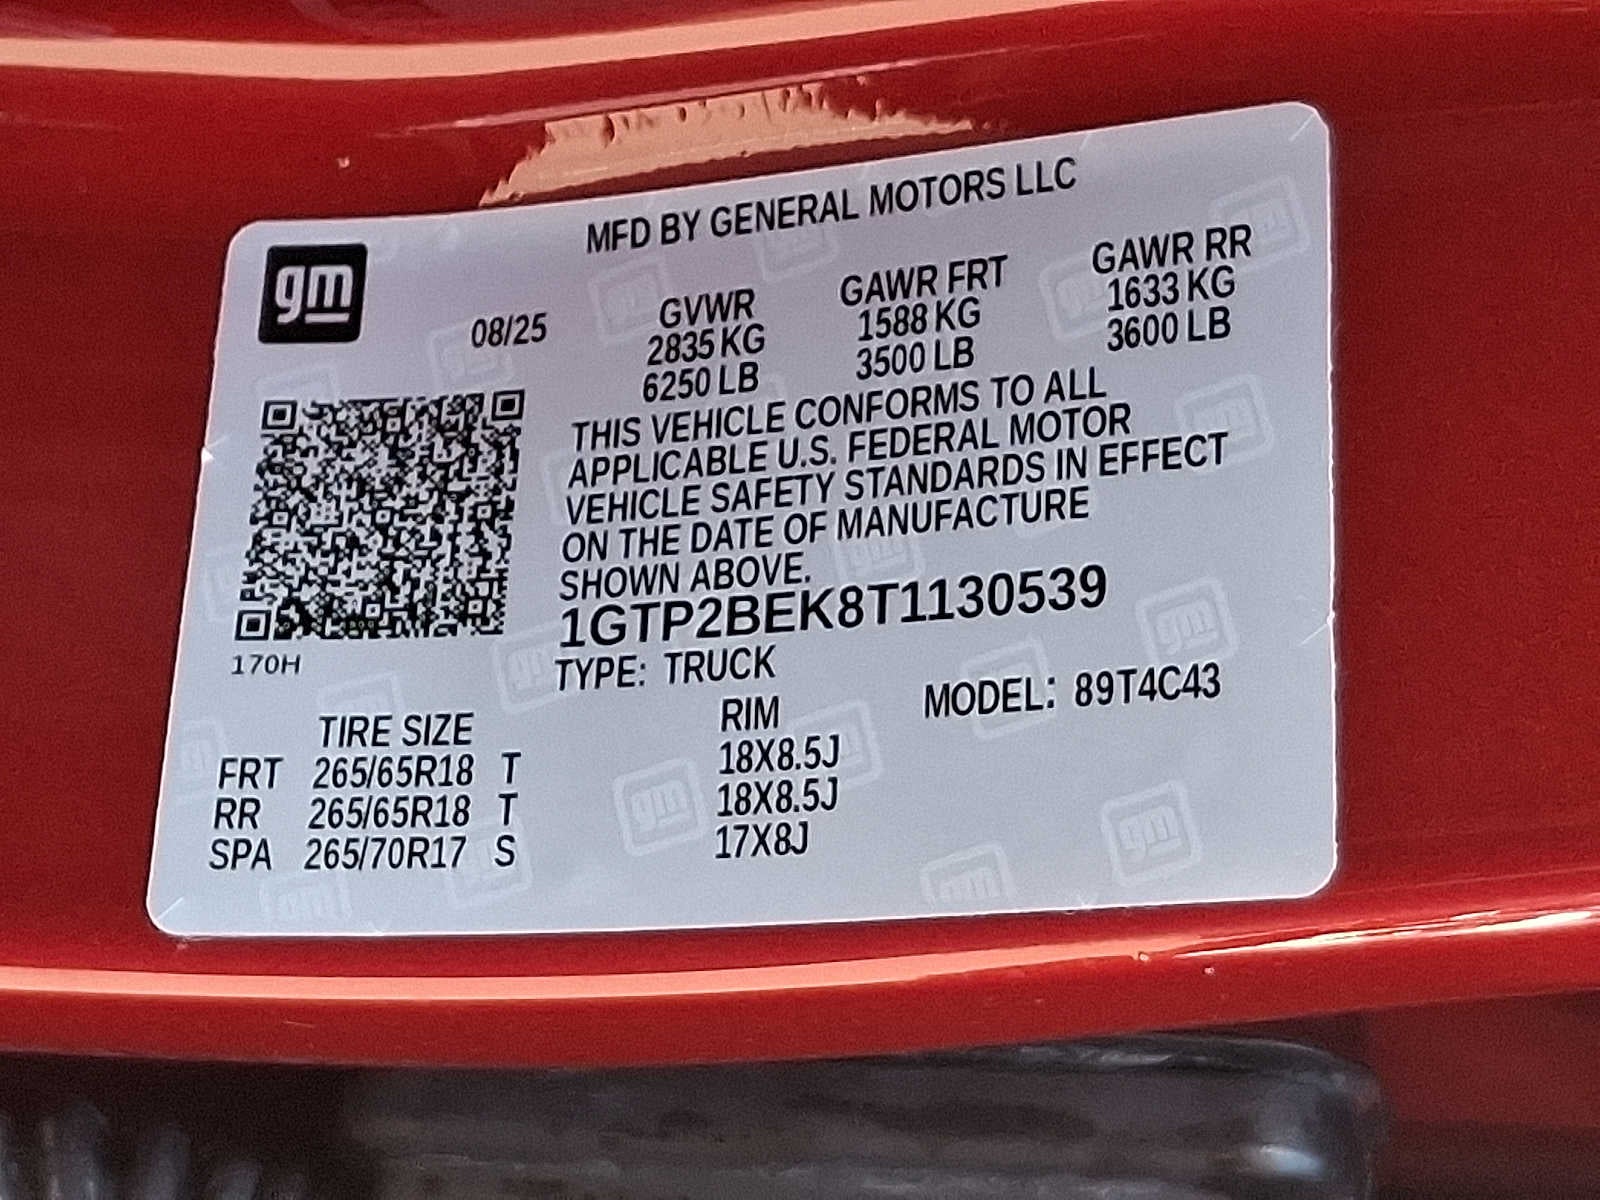 MFD BY GENERAL MOTORS LLC
gm
08/25
GVWR
2835 KG
6250 LB
GAWR FRT
1588 KG
3500 LB
GAWR RR
1633 KG
3600 LB
THIS VEHICLE CONFORMS TO ALL
APPLICABLE U.S. FEDERAL MOTOR
VEHICLE SAFETY STANDARDS IN EFFECT
ON THE DATE OF MANUFACTURE
SHOWN ABOVE.
1GTP2BEK8T1130539
170H
TYPE: TRUCK
MODEL: 89T4C43
TIRE SIZE RIM
FRT 265/65R18 T 18X8.5J
RR 265/65R18 T 18X8.5J
SPA 265/70R17 S 17X8J